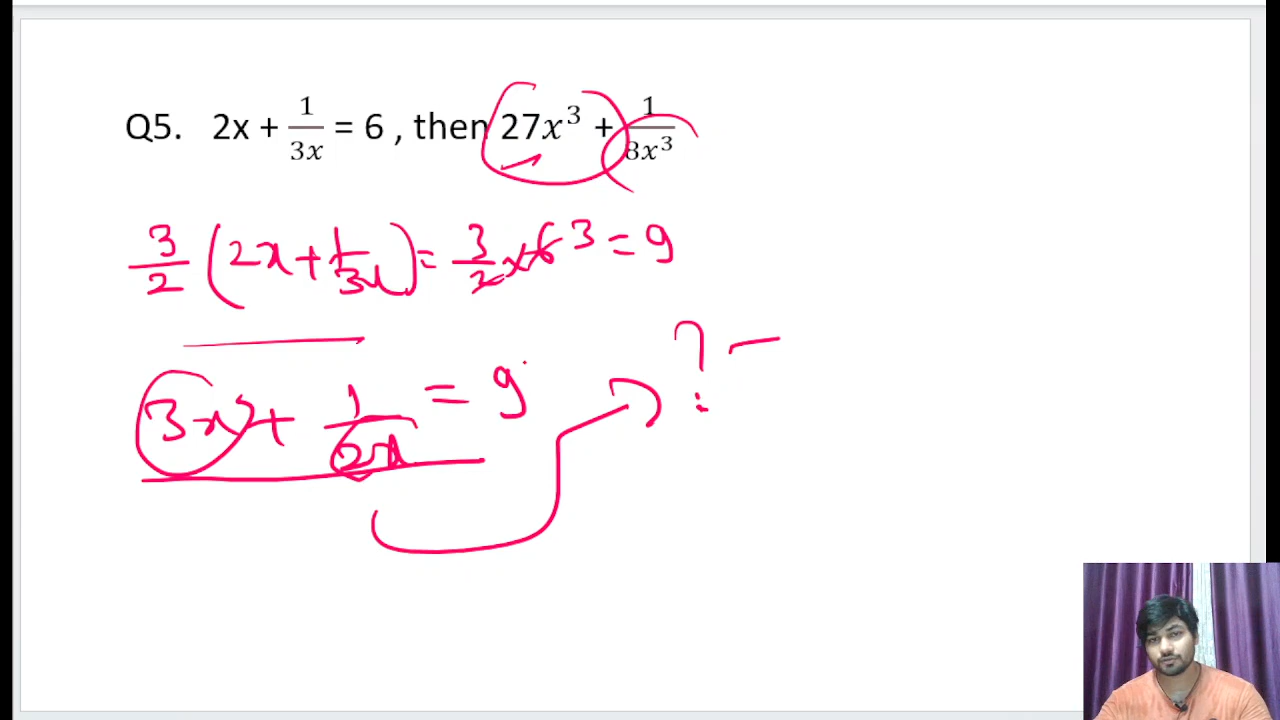 Q5. 2x + 1/3x = 6 , then 27x³ + 1/8x³
3/2 (2x + 1/3x) = 3/2 x 6 3 = 9
3x + 1/2x = 9
?